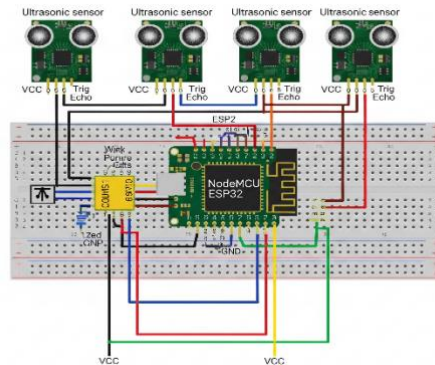 Ultrasonic sensor
Ultrasonic sensor
Ultrasonic sensor
Ultrasonic sensor
VCC
Trig
Echo
VCC
Trig
Echo
VCC
Trig
Echo
VCC
Trig
Echo
ESP2
NodeMCU
ESP32
GND
VCC
VCC